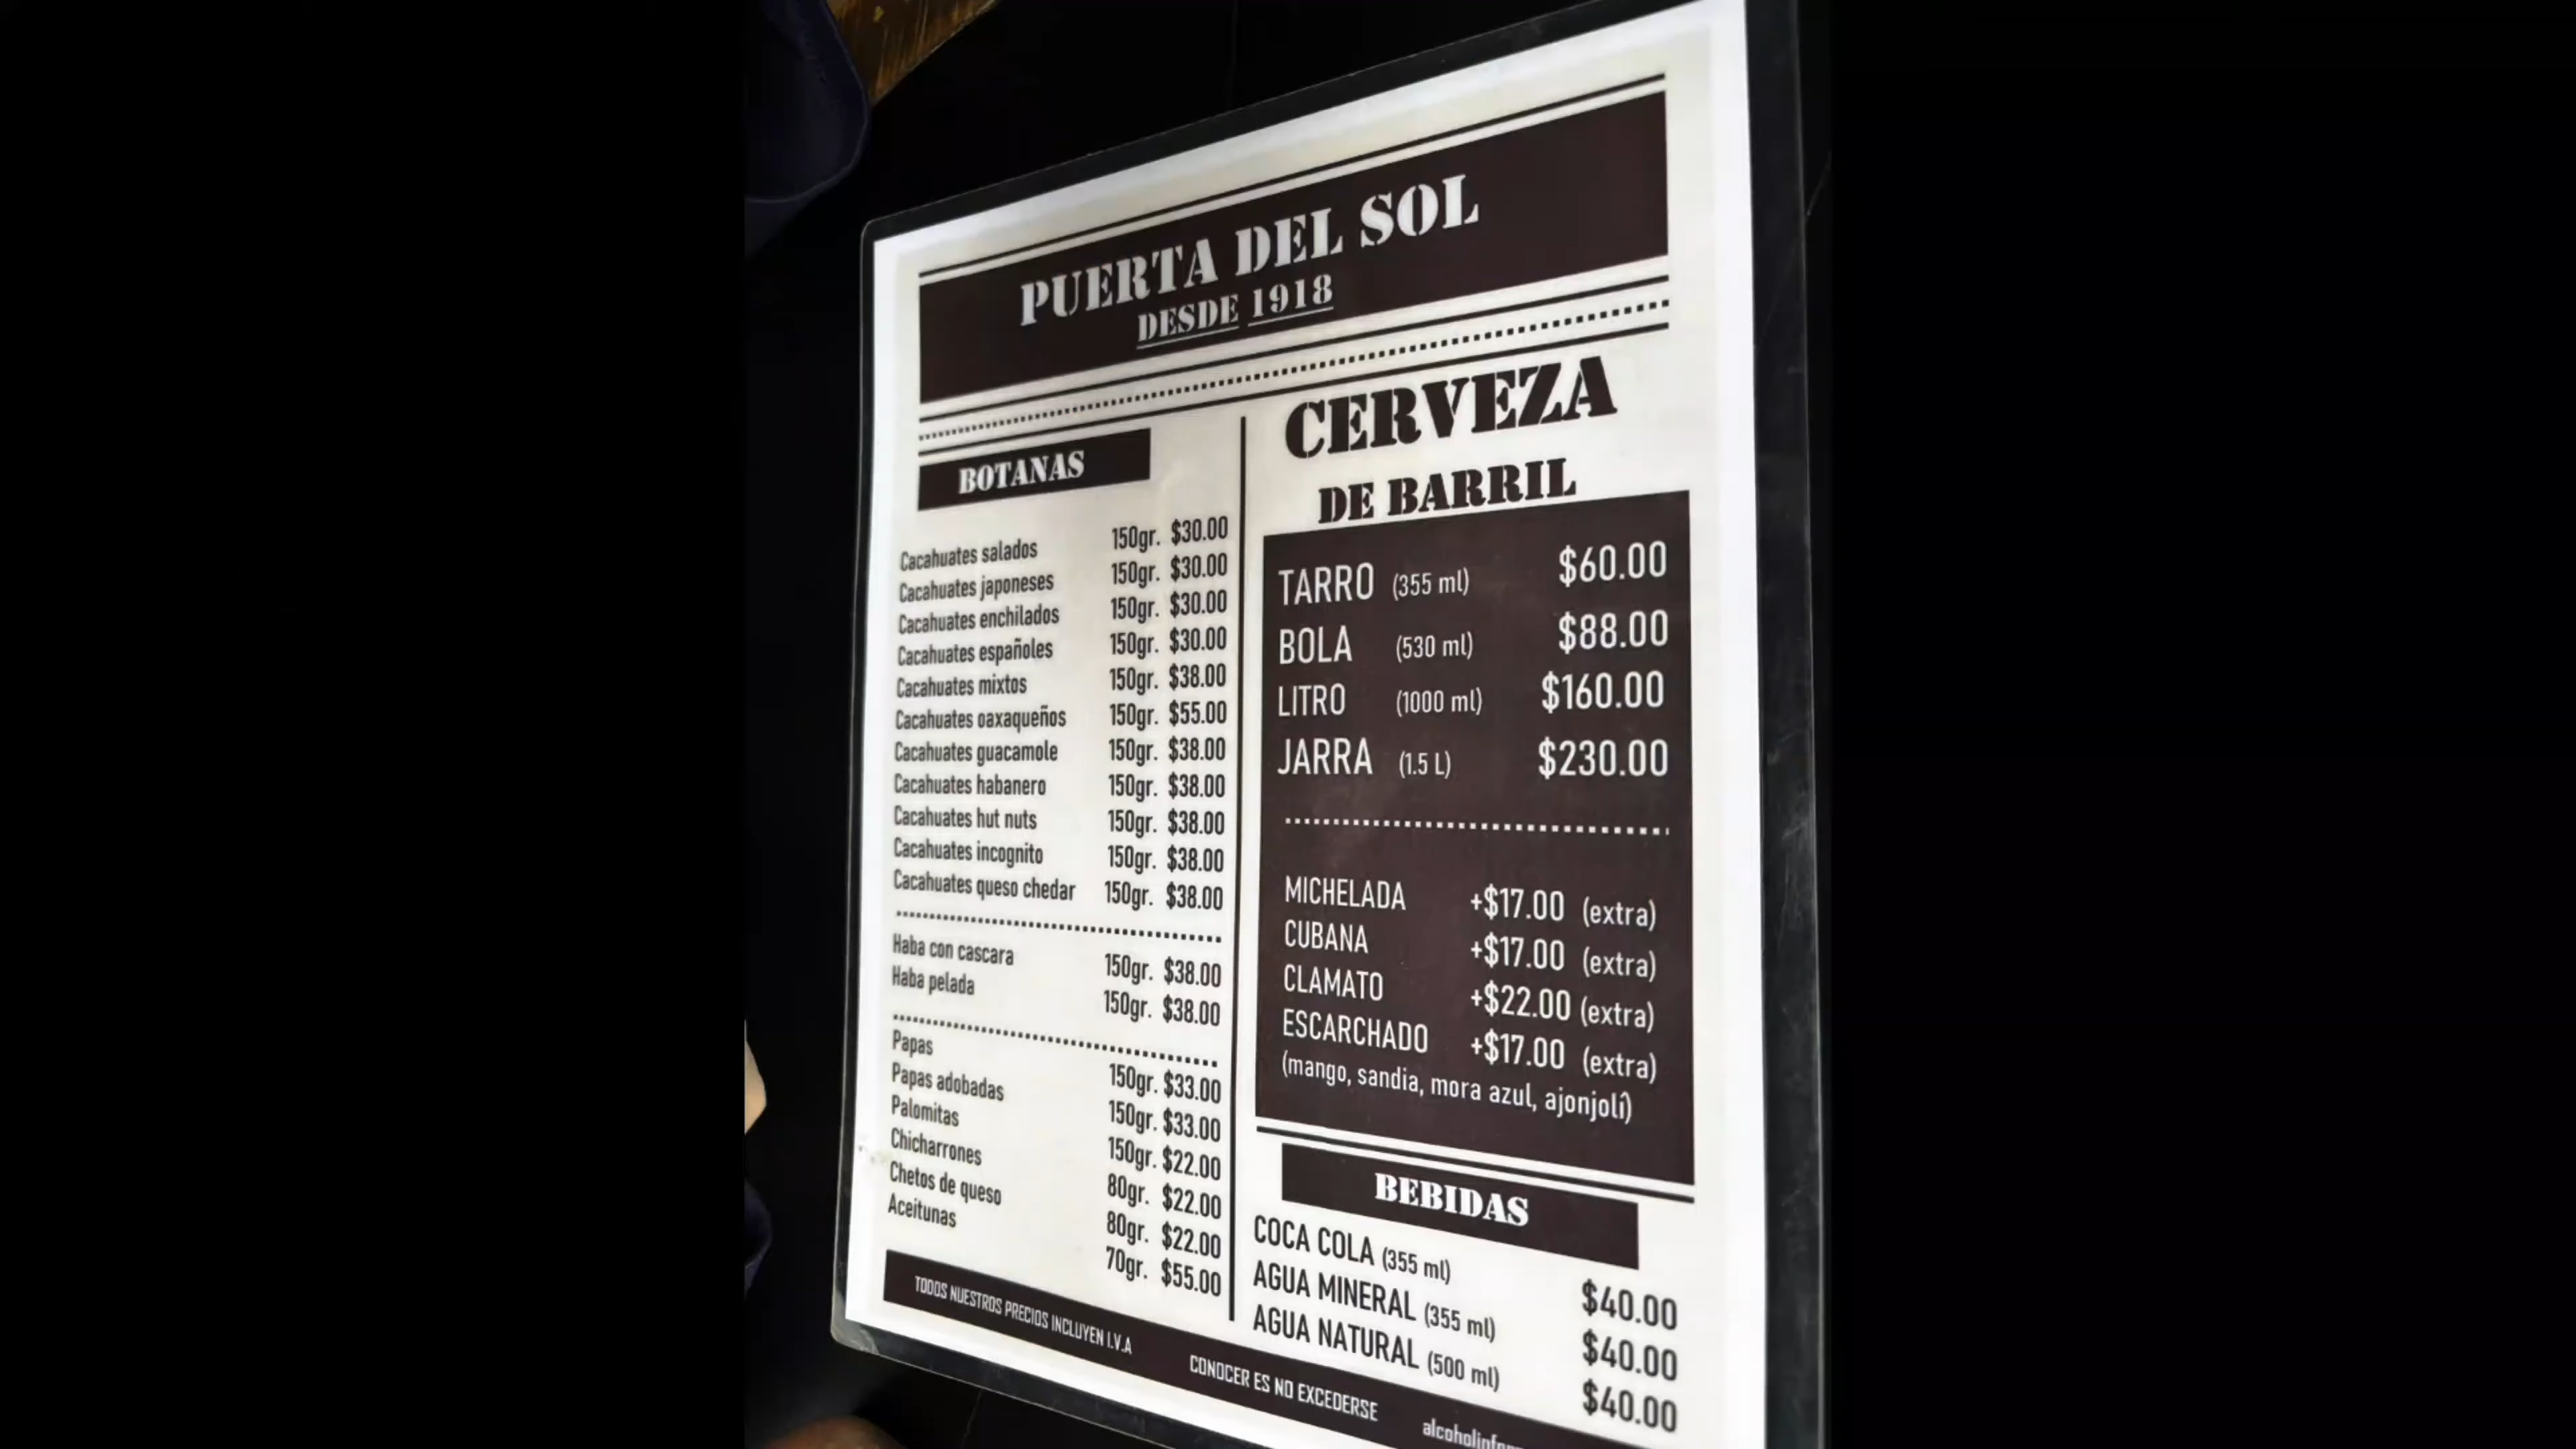 PUERTA DEL SOL
DESDE 1918
BOTANAS
Cacahuates salados 150gr. $30.00
Cacahuates japoneses 150gr. $30.00
Cacahuates enchilados 150gr. $30.00
Cacahuates españoles 150gr. $30.00
Cacahuates mixtos 150gr. $38.00
Cacahuates oaxaqueños 150gr. $55.00
Cacahuates guacamole 150gr. $38.00
Cacahuates habanero 150gr. $38.00
Cacahuates hut nuts 150gr. $38.00
Cacahuates incognito 150gr. $38.00
Cacahuates queso chedar 150gr. $38.00
Haba con cascara 150gr. $38.00
Haba pelada 150gr. $38.00
Papas 150gr. $33.00
Papas adobadas 150gr. $33.00
Palomitas 150gr. $22.00
Chicharrones 80gr. $22.00
Chetos de queso 80gr. $22.00
Aceitunas 70gr. $55.00
CERVEZA
DE BARRIL
TARRO (355 ml) $60.00
BOLA (530 ml) $88.00
LITRO (1000 ml) $160.00
JARRA (1.5 L) $230.00
MICHELADA +$17.00 (extra)
CUBANA +$17.00 (extra)
CLAMATO +$22.00 (extra)
ESCARCHADO +$17.00 (extra)
(mango, sandia, mora azul, ajonjolí)
BEBIDAS
COCA COLA (355 ml) $40.00
AGUA MINERAL (355 ml) $40.00
AGUA NATURAL (500 ml) $40.00
TODOS NUESTROS PRECIOS INCLUYEN I.V.A
CONOCER ES NO EXCEDERSE